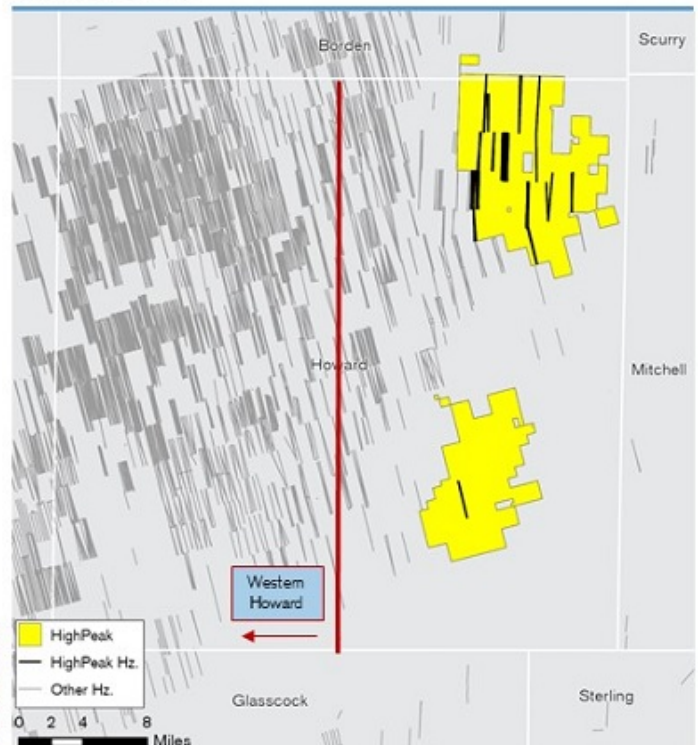 Borden
Scurry
Howard
Mitchell
Western
Howard
HighPeak
HighPeak Hz.
Other Hz.
Glasscock
Sterling
0 2 4 8
Miles